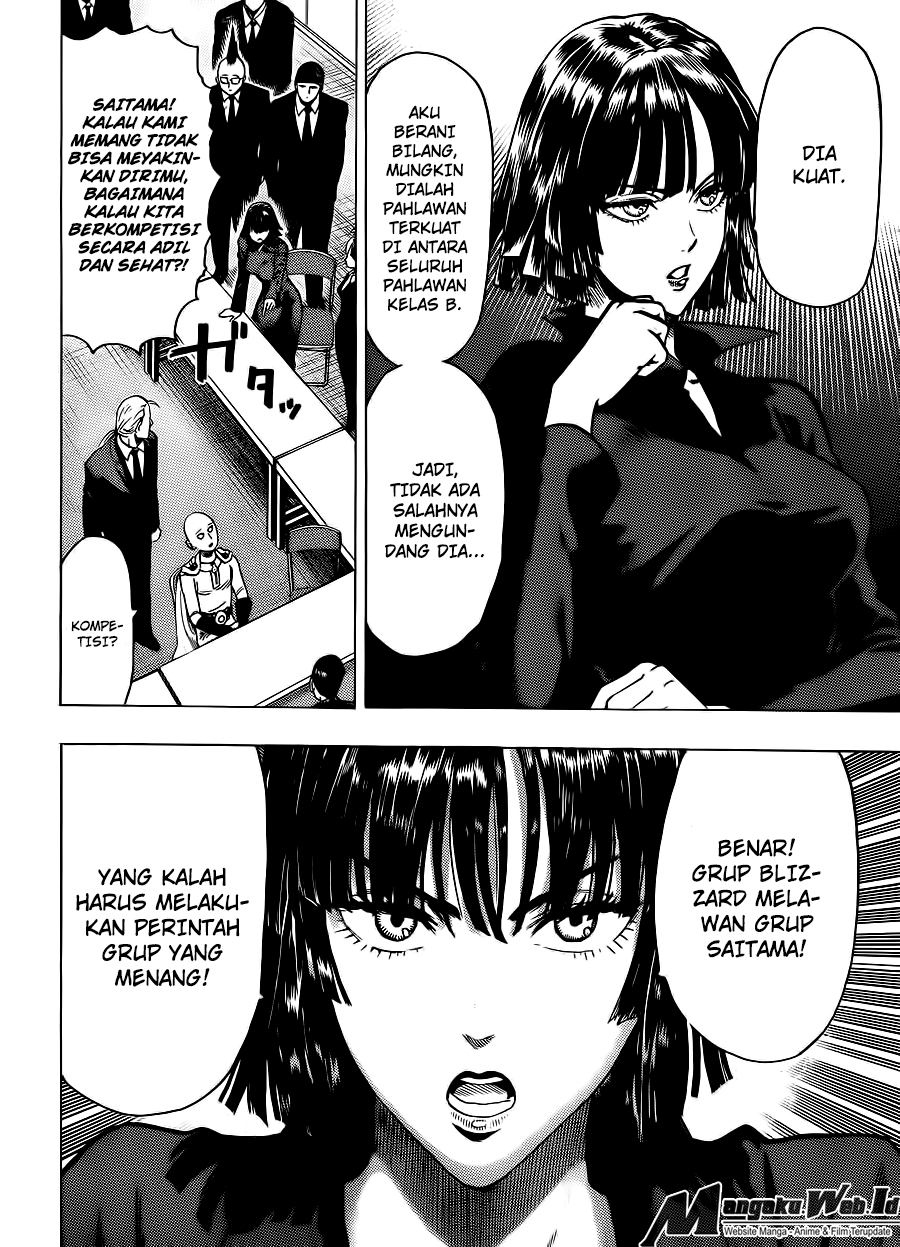 DIA
KUAT.
AKU
BERANI
BILANG,
MUNGKIN
DIALAH
PAHLAWAN
TERKUAT
DI ANTARA
SELURUH
PAHLAWAN
KELAS B.
JADI,
TIDAK ADA
SALAHNYA
MENGUN-
DANG DIA...
SAITAMA!
KALAU KAMI
MEMANG TIDAK
BISA MEYAKIN-
KAN DIRIMU,
BAGAIMANA
KALAU KITA
BERKOMPETISI
SECARA ADIL
DAN SEHAT?!
ガタッ
KOMPE-
TISI?
BENAR!
GRUP BLIZ-
ZARD MELA-
WAN GRUP
SAITAMA!
YANG KALAH
HARUS MELAKU-
KAN PERINTAH
GRUP YANG
MENANG!
Mangaku.Web.Id
Website Manga - Anime & Film Terupdate